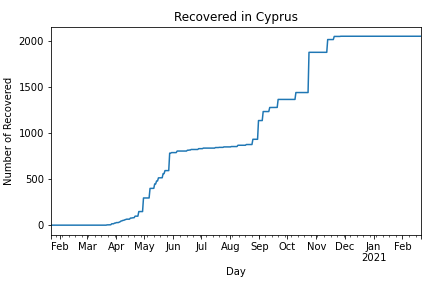 Recovered in Cyprus
Number of Recovered
2000
1500
1000
500
0
Feb Mar Apr May Jun Jul Aug Sep Oct Nov Dec Jan Feb
2021
Day